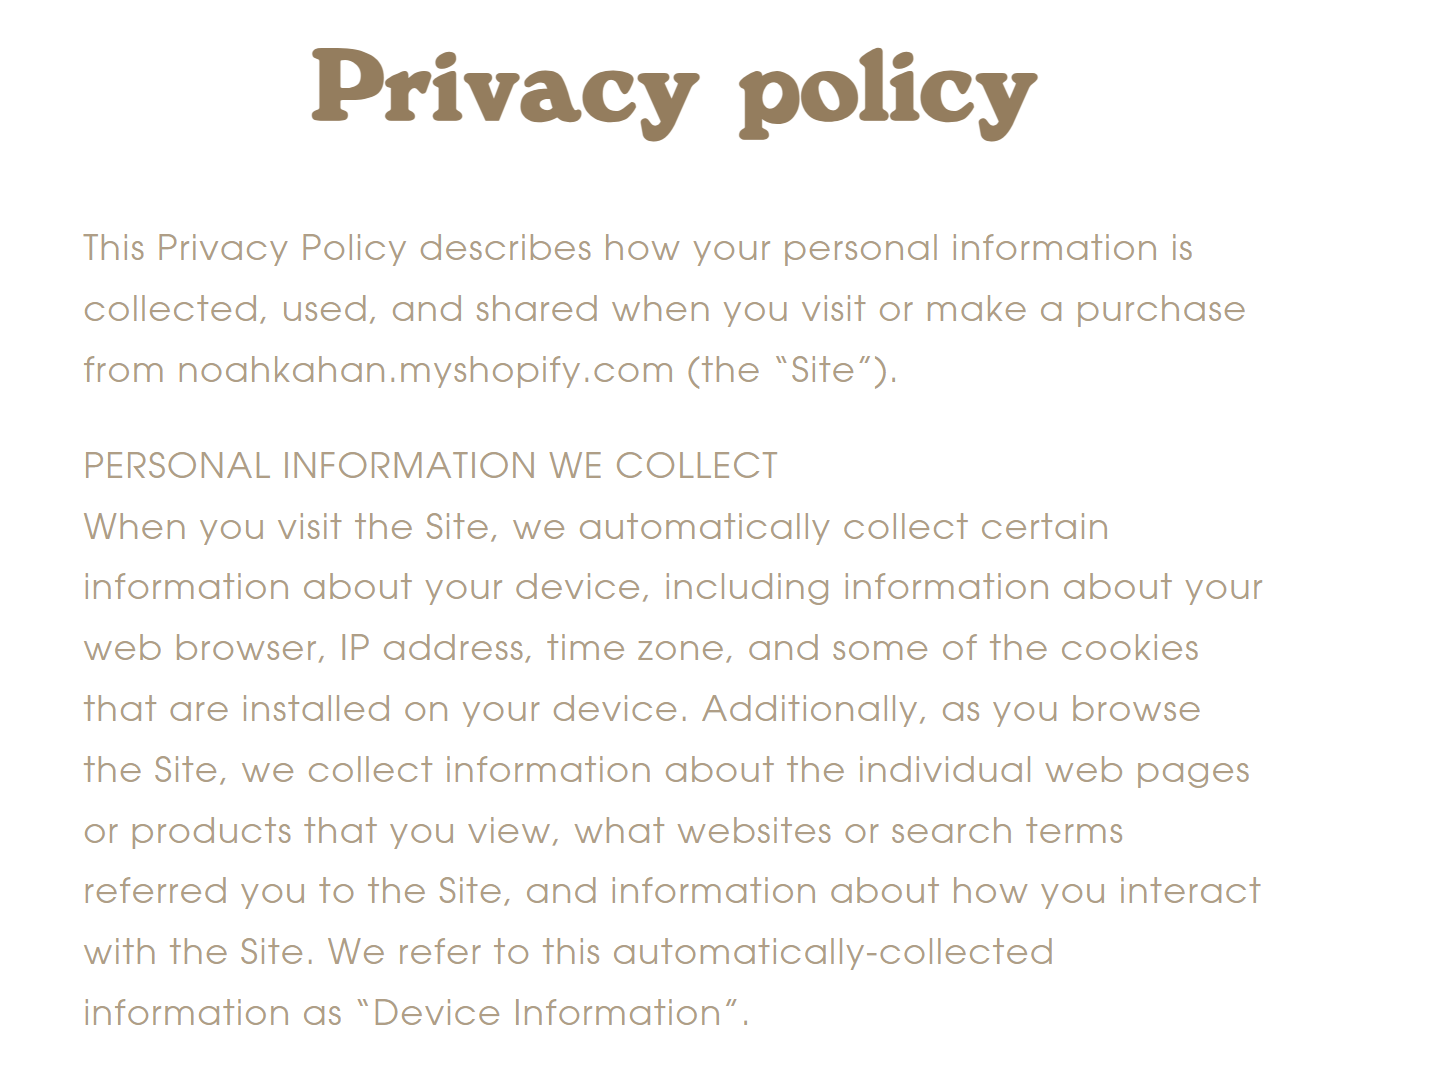 Privacy policy
This Privacy Policy describes how your personal information is
collected, used, and shared when you visit or make a purchase
from noahkahan.myshopify.com (the “Site”).
PERSONAL INFORMATION WE COLLECT
When you visit the Site, we automatically collect certain
information about your device, including information about your
web browser, IP address, time zone, and some of the cookies
that are installed on your device. Additionally, as you browse
the Site, we collect information about the individual web pages
or products that you view, what websites or search terms
referred you to the Site, and information about how you interact
with the Site. We refer to this automatically-collected
information as “Device Information”.